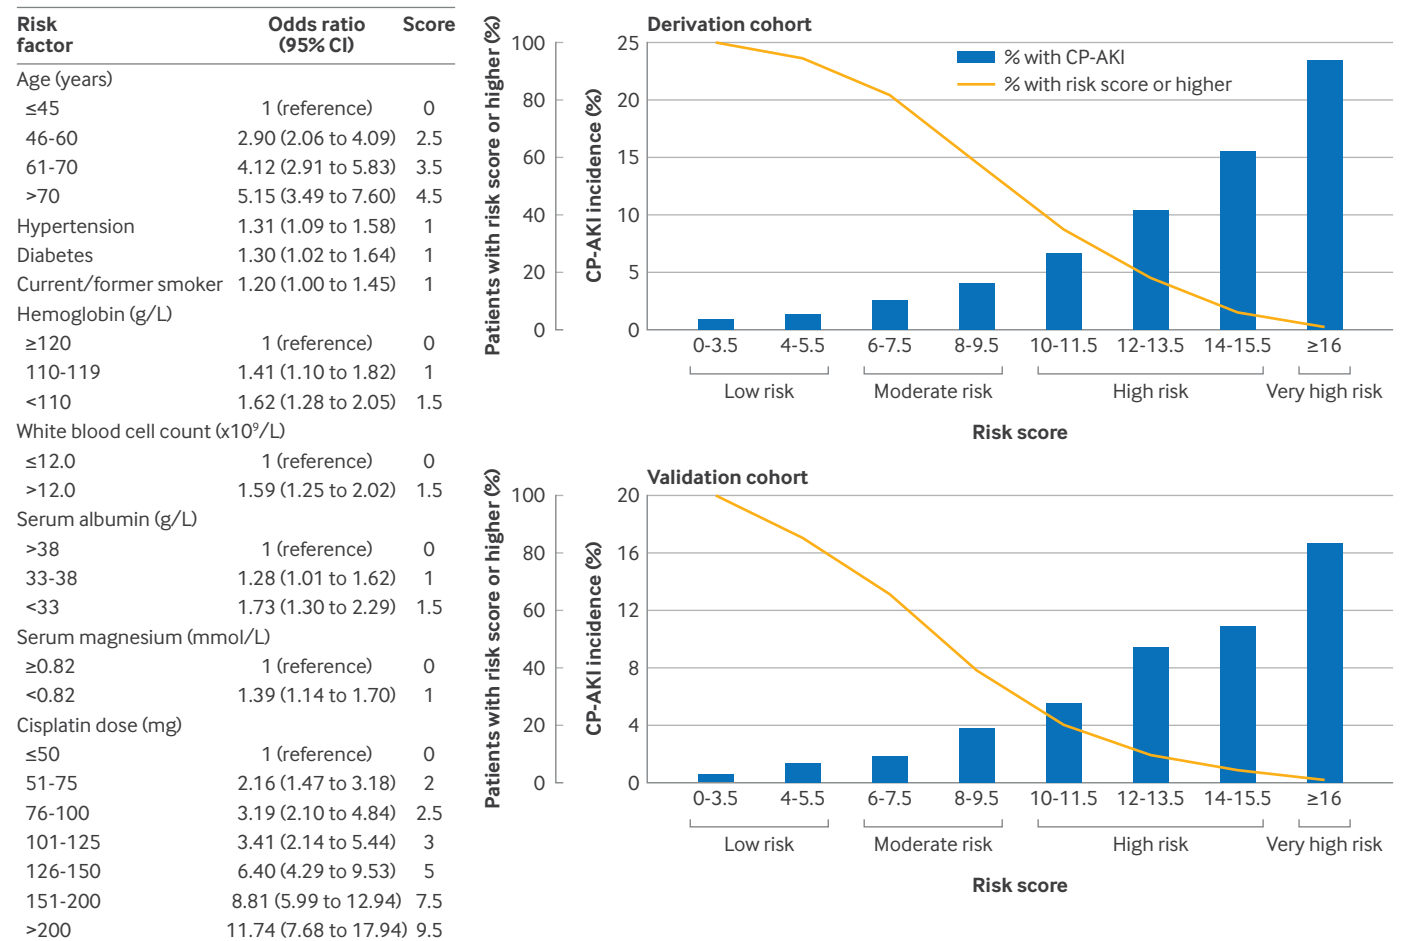 Risk factor Odds ratio (95% CI) Score
Age (years)
≤45 1 (reference) 0
46-60 2.90 (2.06 to 4.09) 2.5
61-70 4.12 (2.91 to 5.83) 3.5
>70 5.15 (3.49 to 7.60) 4.5
Hypertension 1.31 (1.09 to 1.58) 1
Diabetes 1.30 (1.02 to 1.64) 1
Current/former smoker 1.20 (1.00 to 1.45) 1
Hemoglobin (g/L)
≥120 1 (reference) 0
110-119 1.41 (1.10 to 1.82) 1
<110 1.62 (1.28 to 2.05) 1.5
White blood cell count (x10⁹/L)
≤12.0 1 (reference) 0
>12.0 1.59 (1.25 to 2.02) 1.5
Serum albumin (g/L)
>38 1 (reference) 0
33-38 1.28 (1.01 to 1.62) 1
<33 1.73 (1.30 to 2.29) 1.5
Serum magnesium (mmol/L)
≥0.82 1 (reference) 0
<0.82 1.39 (1.14 to 1.70) 1
Cisplatin dose (mg)
≤50 1 (reference) 0
51-75 2.16 (1.47 to 3.18) 2
76-100 3.19 (2.10 to 4.84) 2.5
101-125 3.41 (2.14 to 5.44) 3
126-150 6.40 (4.29 to 9.53) 5
151-200 8.81 (5.99 to 12.94) 7.5
>200 11.74 (7.68 to 17.94) 9.5
Derivation cohort
Patients with risk score or higher (%)
100
80
60
40
20
0
CP-AKI incidence (%)
25
20
15
10
5
0
% with CP-AKI
% with risk score or higher
0-3.5 4-5.5 6-7.5 8-9.5 10-11.5 12-13.5 14-15.5 ≥16
Low risk Moderate risk High risk Very high risk
Risk score
Validation cohort
Patients with risk score or higher (%)
100
80
60
40
20
0
CP-AKI incidence (%)
20
16
12
8
4
0
0-3.5 4-5.5 6-7.5 8-9.5 10-11.5 12-13.5 14-15.5 ≥16
Low risk Moderate risk High risk Very high risk
Risk score